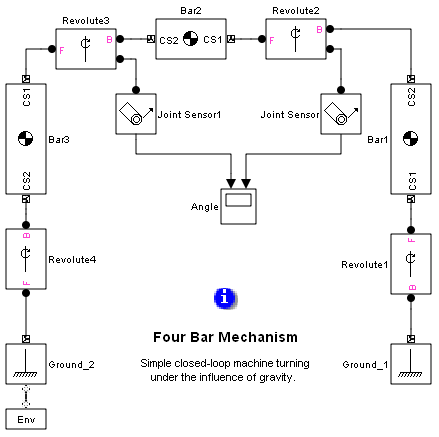 Revolute3
Bar2
Revolute2
F
B
CS2
CS1
F
B
CS1
CS2
Bar3
Joint Sensor1
Joint Sensor
CS2
CS1
Bar1
Angle
B
F
Revolute4
F
B
Revolute1
i
Four Bar Mechanism
Simple closed-loop machine turning
under the influence of gravity.
Ground_2
Ground_1
Env